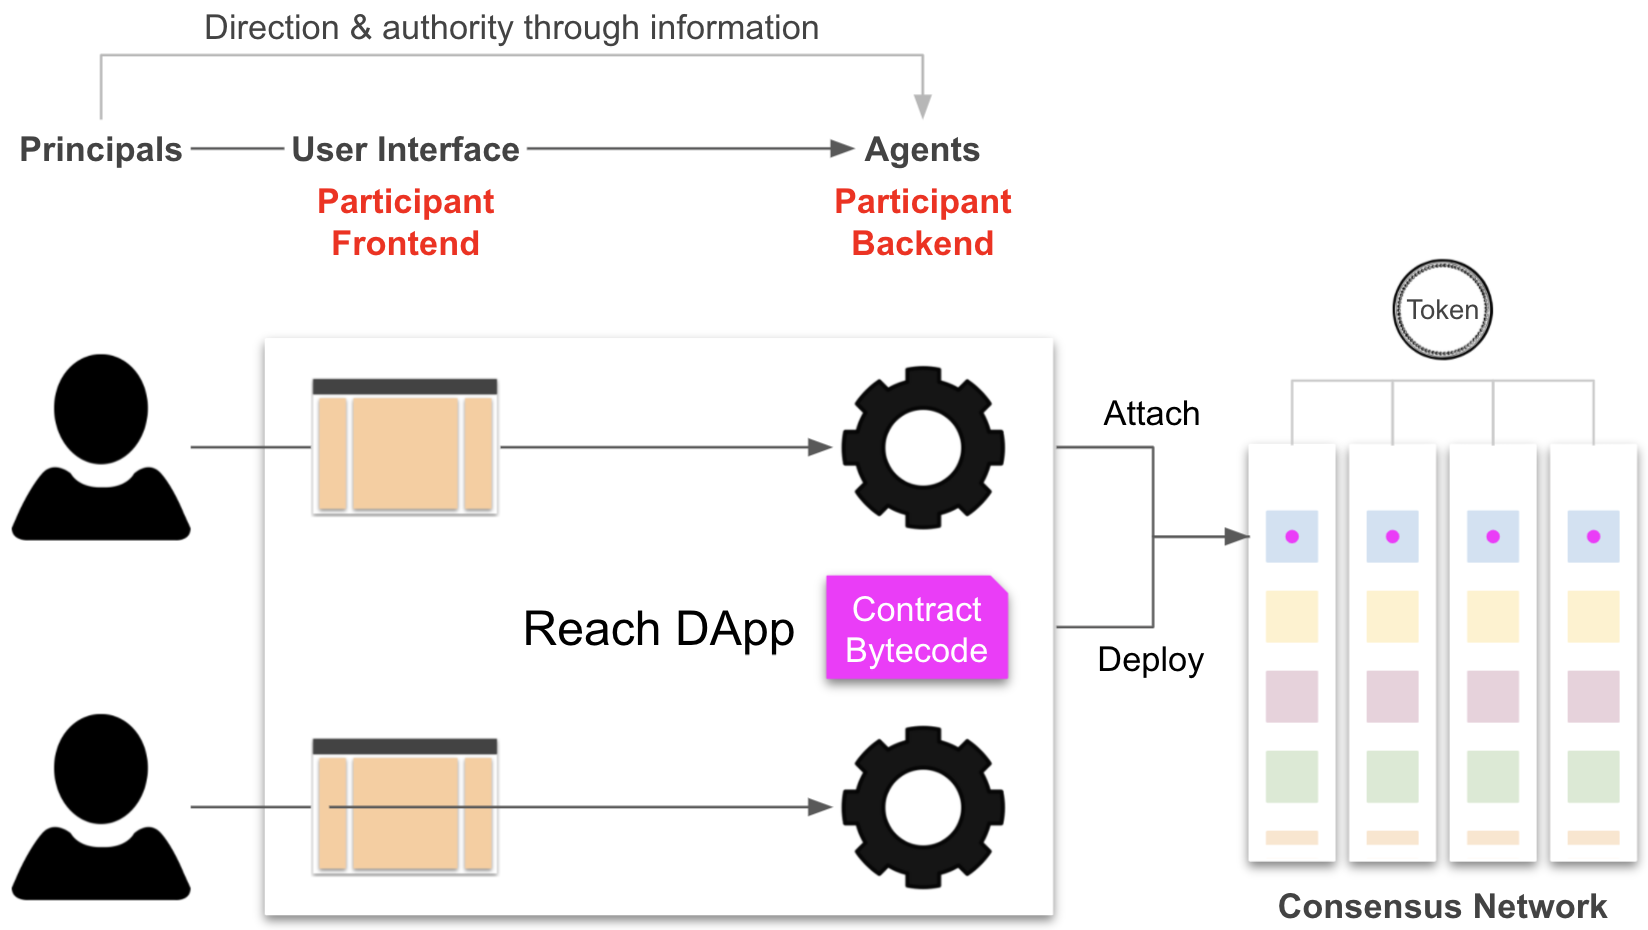 Direction & authority through information
Principals
User Interface
Agents
Participant
Frontend
Participant
Backend
Token
Attach
Contract
Bytecode
Reach DApp
Deploy
Consensus Network